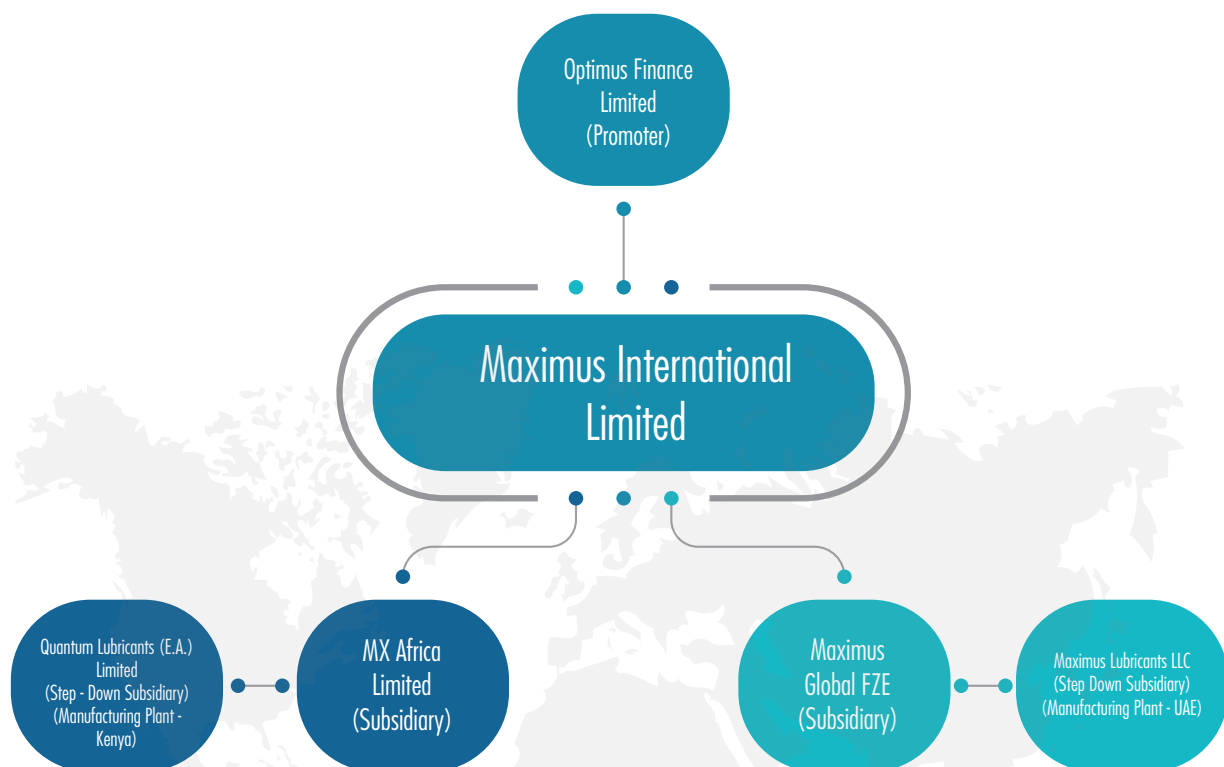 Optimus Finance
Limited
(Promoter)
Maximus International
Limited
Quantum Lubricants (E.A.)
Limited
(Step - Down Subsidiary)
(Manufacturing Plant -
Kenya)
MX Africa
Limited
(Subsidiary)
Maximus
Global FZE
(Subsidiary)
Maximus Lubricants LLC
(Step Down Subsidiary)
(Manufacturing Plant - UAE)